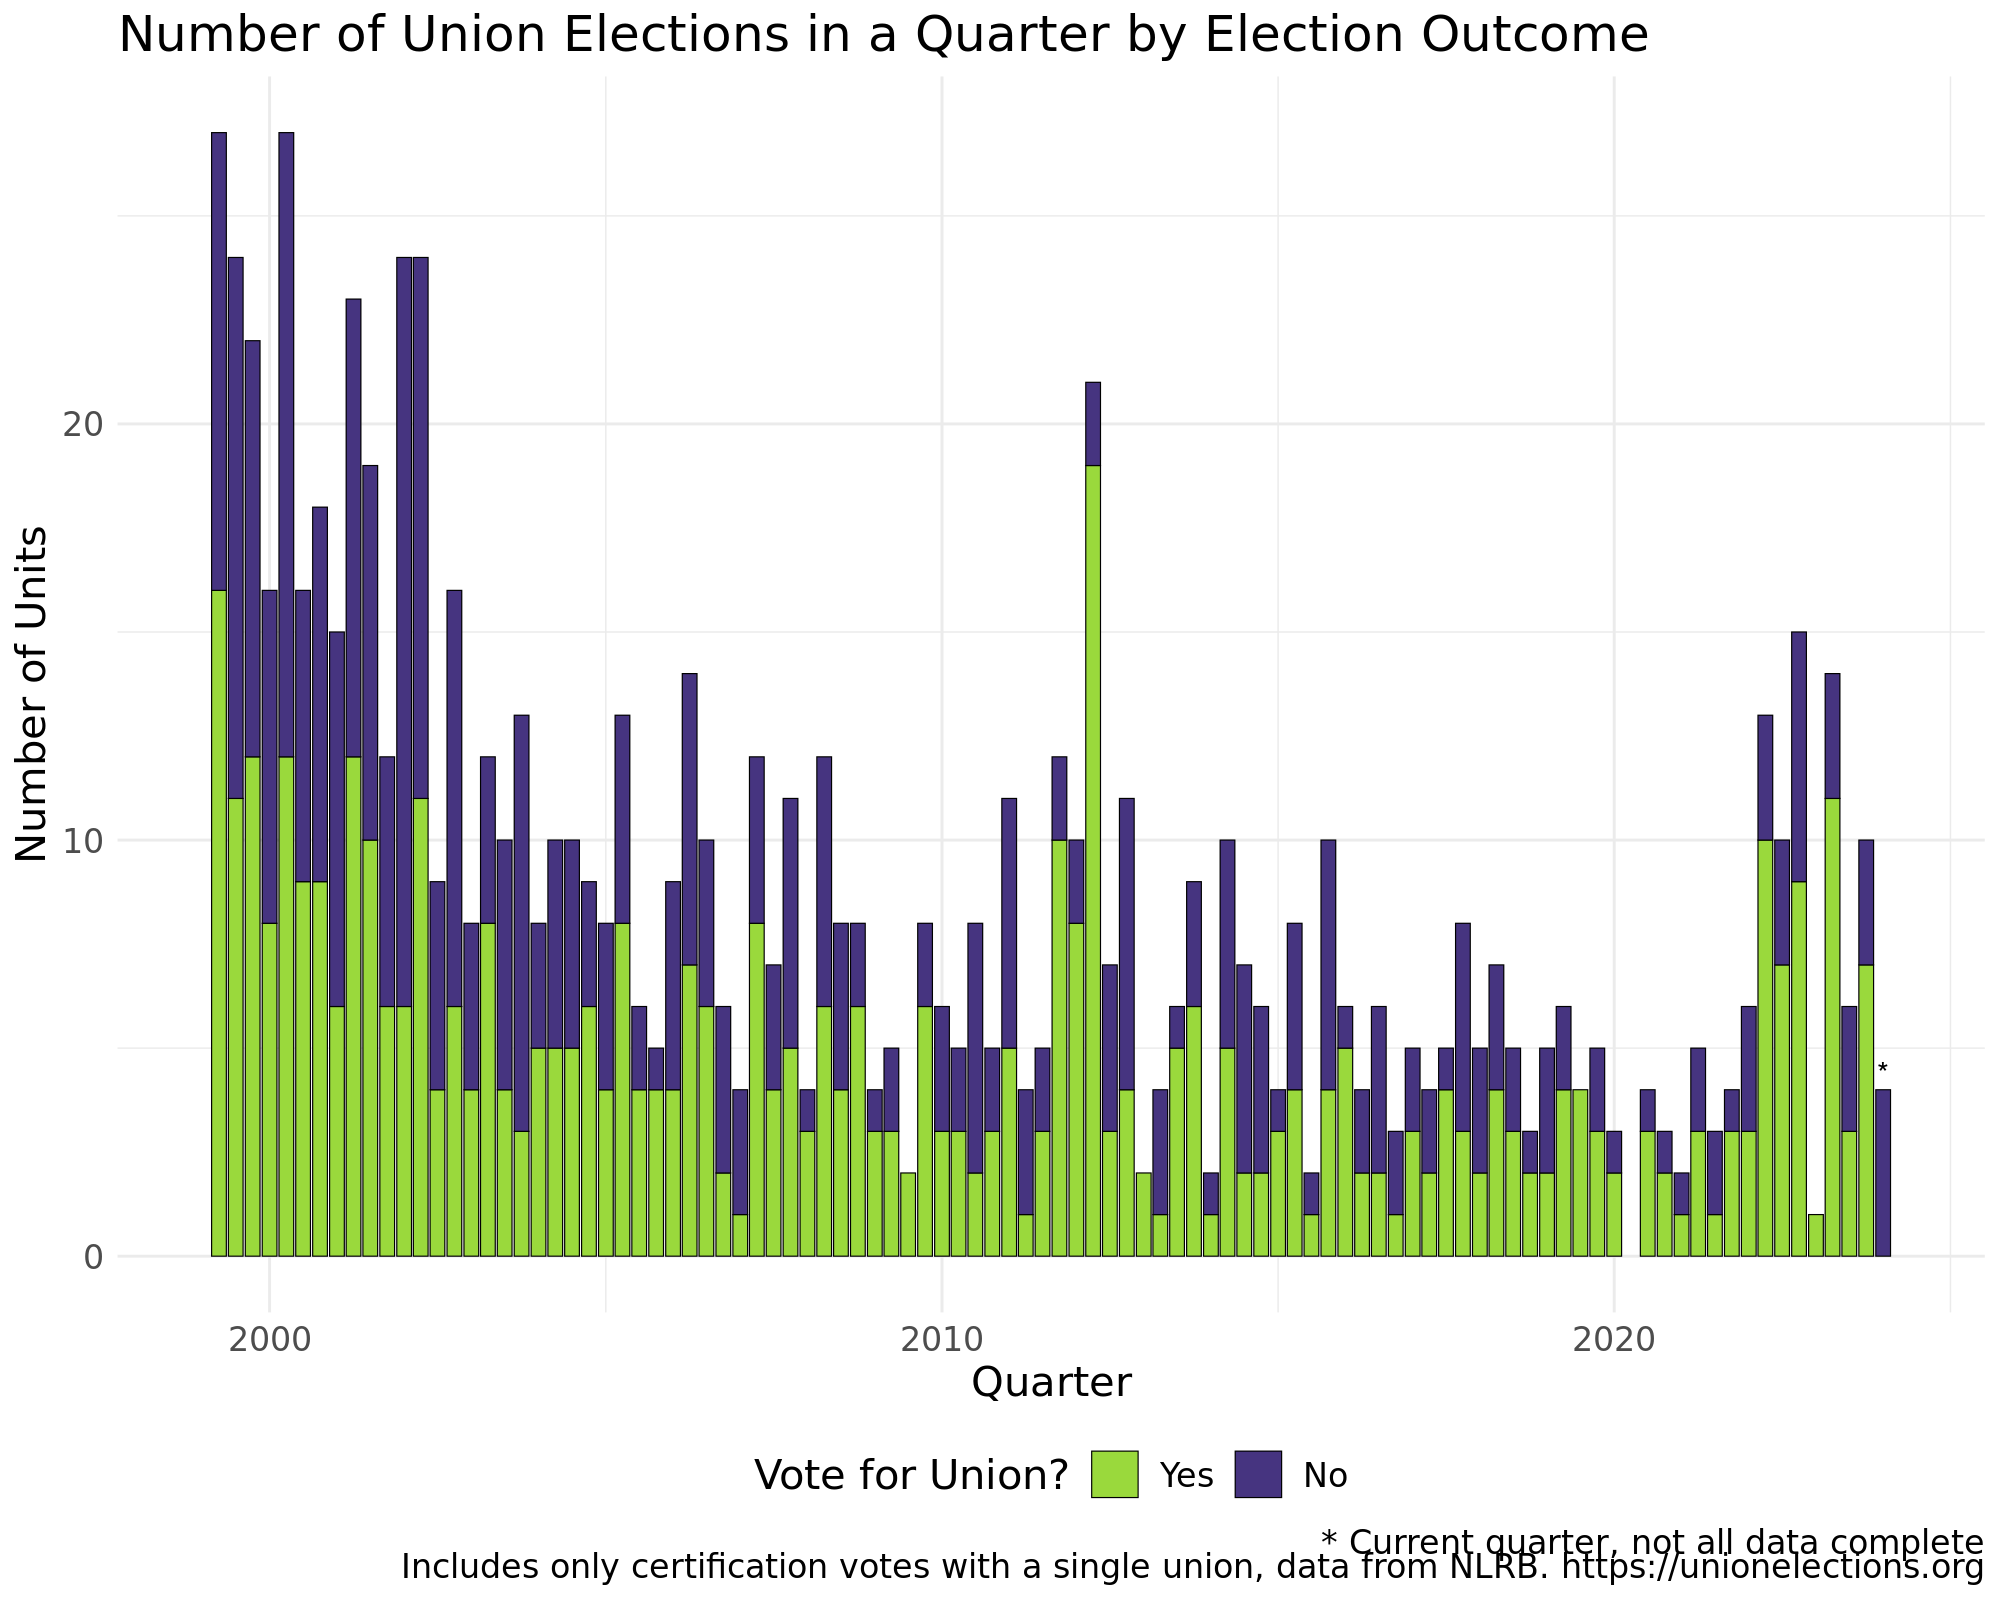 Number of Union Elections in a Quarter by Election Outcome
Number of Units
20
10
0
*
2000 2010 2020
Quarter
Vote for Union? Yes No
* Current quarter, not all data complete
Includes only certification votes with a single union, data from NLRB. https://unionelections.org